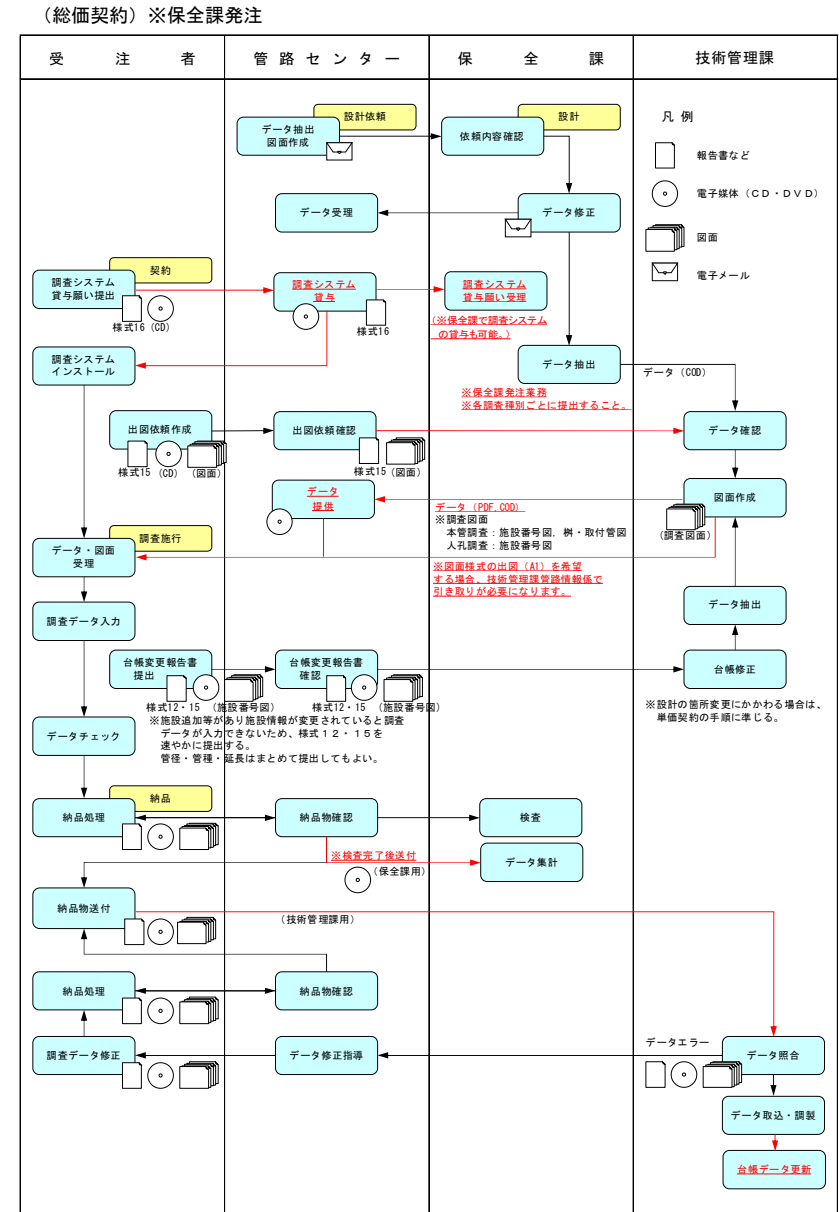 （総価契約）※保全課発注
受　注　者
管路センター
保　全　課
技術管理課
設計依頼
データ抽出
図面作成
設計
依頼内容確認
凡 例
報告書など
電子媒体（ＣＤ・ＤＶＤ）
図面
電子メール
データ受理
データ修正
契約
調査システム
貸与願い提出
様式16
(CD)
調査システム
貸与
様式16
調査システム
貸与願い受理
（※保全課で調査システム
の貸与も可能。）
調査システム
インストール
データ抽出
データ（COD）
※保全課発注業務
※各調査種別ごとに提出すること。
出図依頼作成
様式15
(CD)
(図面)
出図依頼確認
様式15
(図面)
データ確認
データ
提供
図面作成
(調査図面)
データ（PDF,COD）
※調査図面
本管調査：施設番号図，桝・取付管図
人孔調査：施設番号図
調査施行
データ・図面
受理
※図面様式の出図（A1）を希望
する場合、技術管理課管路情報係で
引き取りが必要になります。
データ抽出
調査データ入力
台帳変更報告書
提出
様式12・15
(施設番号図)
台帳変更報告書
確認
様式12・15
(施設番号図)
台帳修正
※施設追加等があり施設情報が変更されていると調査
データが入力できないため、様式１２・１５を
速やかに提出する。
管径・管種・延長はまとめて提出してもよい。
※設計の箇所変更にかかわる場合は、
単価契約の手順に準じる。
データチェック
納品
納品処理
納品物確認
検査
※検査完了後送付
(保全課用)
データ集計
納品物送付
(技術管理課用)
納品処理
納品物確認
調査データ修正
データ修正指導
データエラー
データ照合
データ取込・調製
台帳データ更新